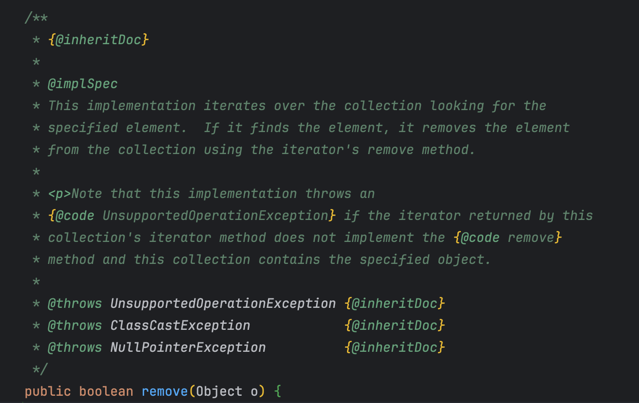 /**
 * {@inheritDoc}
 *
 * @implSpec
 * This implementation iterates over the collection looking for the
 * specified element.  If it finds the element, it removes the element
 * from the collection using the iterator's remove method.
 *
 * <p>Note that this implementation throws an
 * {@code UnsupportedOperationException} if the iterator returned by this
 * collection's iterator method does not implement the {@code remove}
 * method and this collection contains the specified object.
 *
 * @throws UnsupportedOperationException {@inheritDoc}
 * @throws ClassCastException            {@inheritDoc}
 * @throws NullPointerException          {@inheritDoc}
 */
public boolean remove(Object o) {